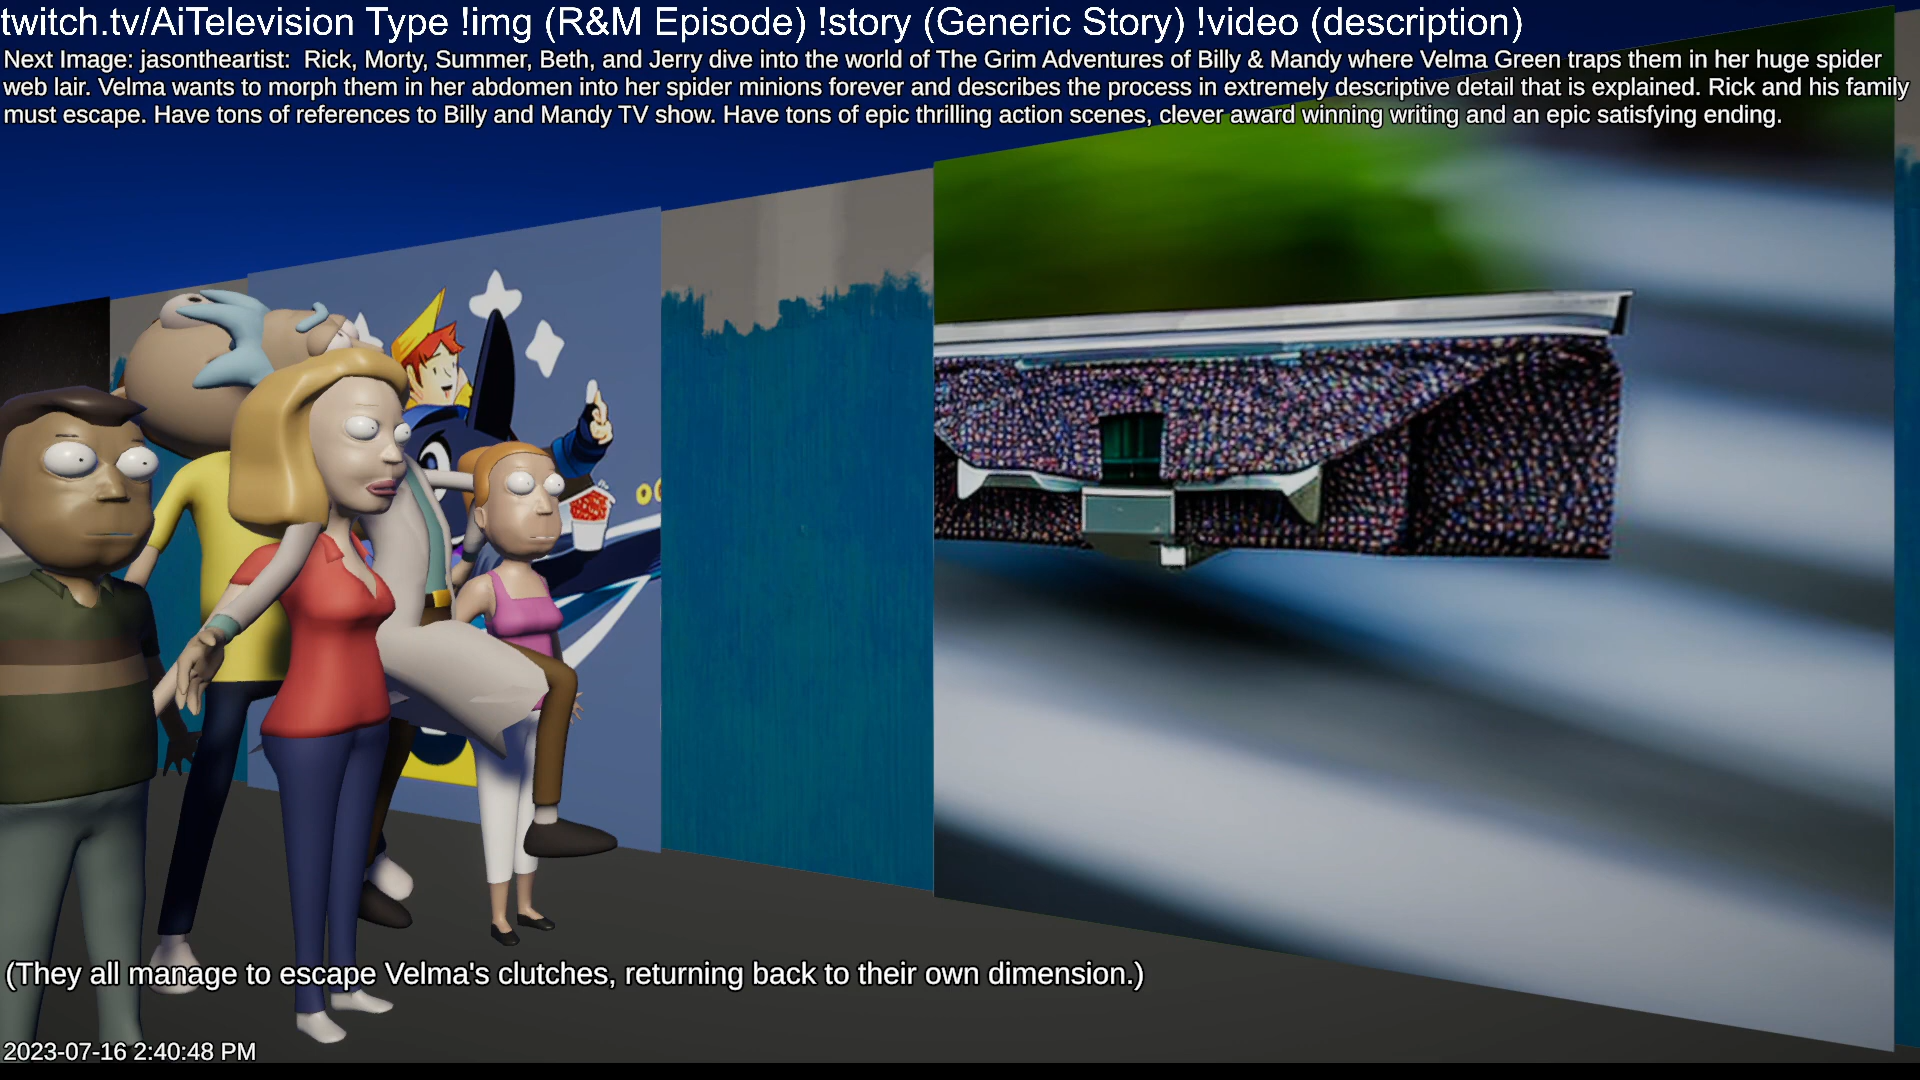 twitch.tv/AiTelevision Type !img (R&M Episode) !story (Generic Story) !video (description)
Next Image: jasontheartist:  Rick, Morty, Summer, Beth, and Jerry dive into the world of The Grim Adventures of Billy & Mandy where Velma Green traps them in her huge spider
web lair. Velma wants to morph them in her abdomen into her spider minions forever and describes the process in extremely descriptive detail that is explained. Rick and his family
must escape. Have tons of references to Billy and Mandy TV show. Have tons of epic thrilling action scenes, clever award winning writing and an epic satisfying ending.
(They all manage to escape Velma's clutches, returning back to their own dimension.)
2023-07-16 2:40:48 PM